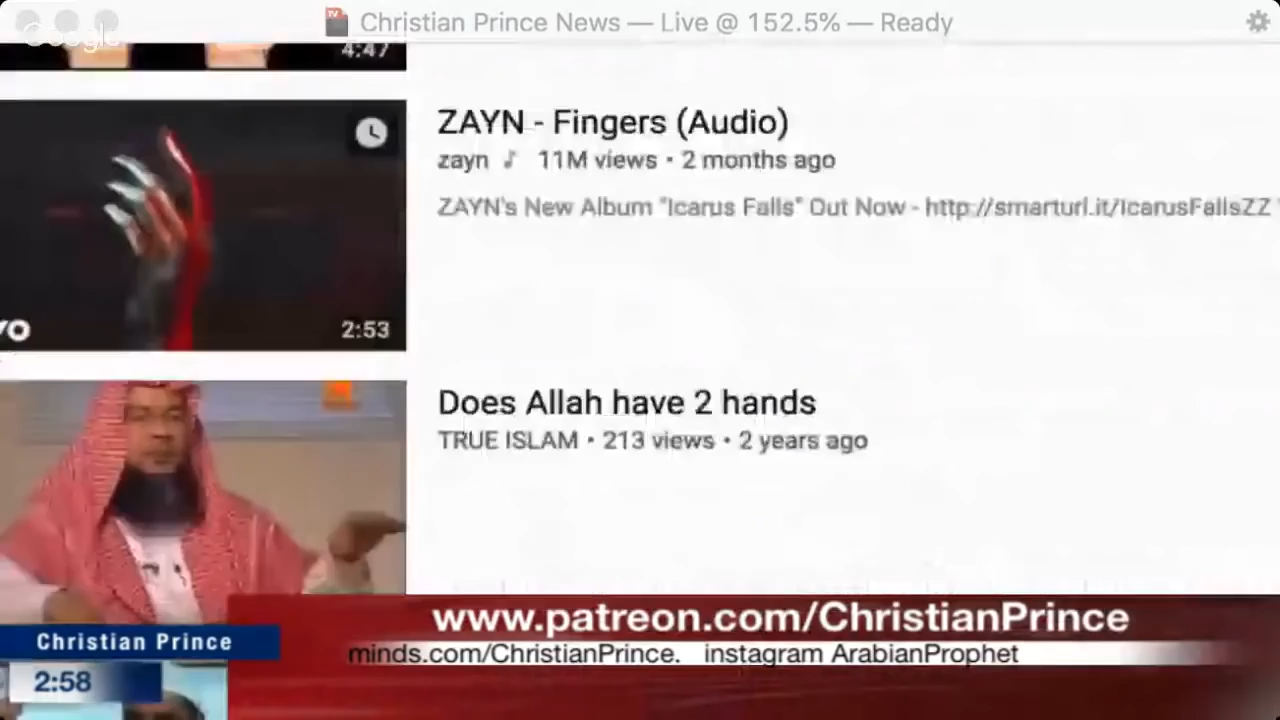 Christian Prince News — Live @ 152.5% — Ready
Google
4:47
ZAYN - Fingers (Audio)
zayn ♪ 11M views • 2 months ago
ZAYN's New Album "Icarus Falls" Out Now - http://smarturl.it/IcarusFallsZZ
VO
2:53
Does Allah have 2 hands
TRUE ISLAM • 213 views • 2 years ago
www.patreon.com/ChristianPrince
Christian Prince
minds.com/ChristianPrince. instagram ArabianProphet
2:58